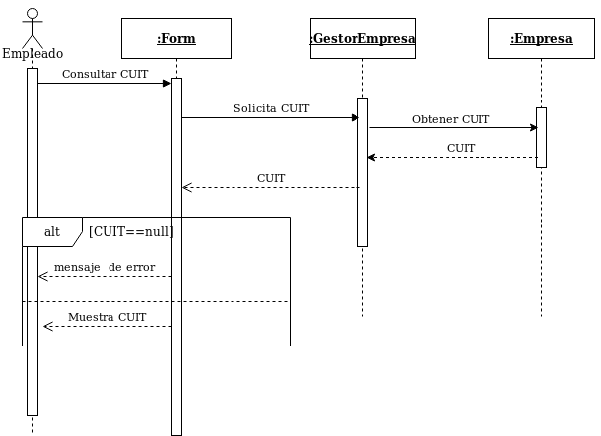 Empleado
:Form
:GestorEmpresa
:Empresa
Consultar CUIT
Solicita CUIT
Obtener CUIT
CUIT
CUIT
alt
[CUIT==null]
mensaje de error
Muestra CUIT